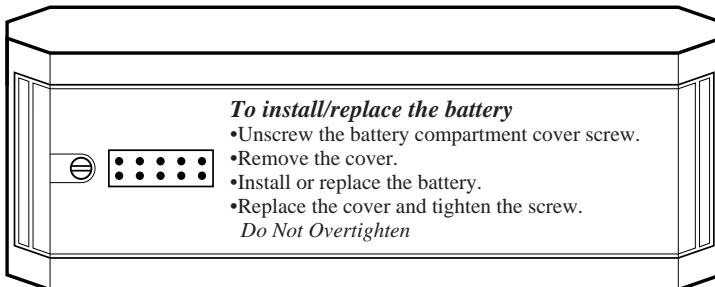 To install/replace the battery
•Unscrew the battery compartment cover screw.
•Remove the cover.
•Install or replace the battery.
•Replace the cover and tighten the screw.
Do Not Overtighten